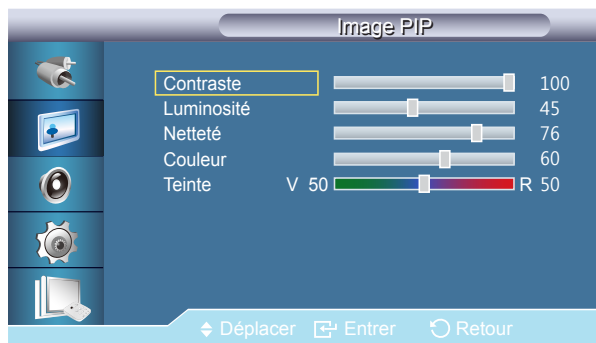 Image PIP
Contraste 100
Luminosité 45
Netteté 76
Couleur 60
Teinte V 50 R 50
Déplacer Entrer Retour